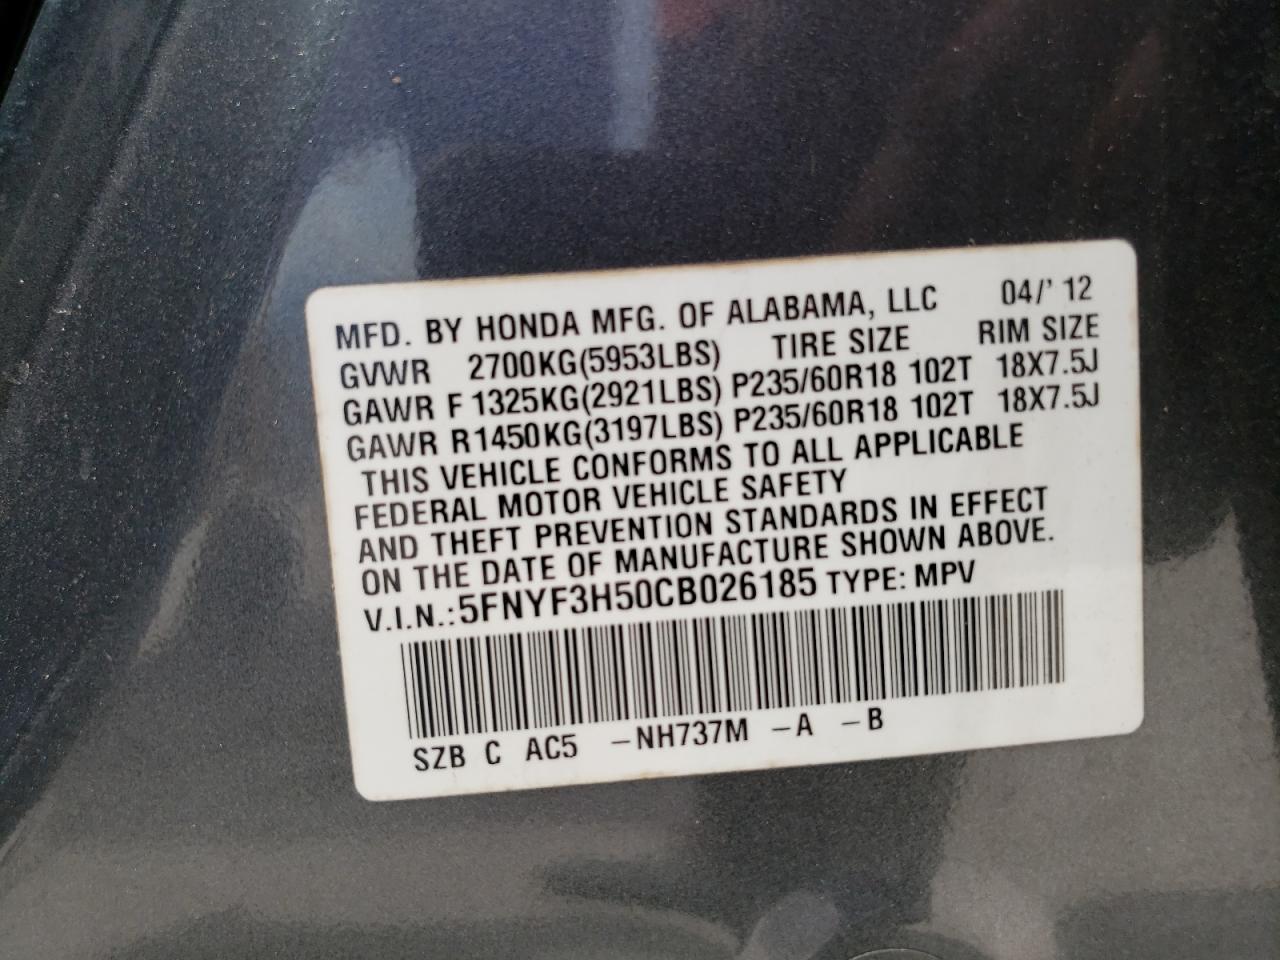 MFD. BY HONDA MFG. OF ALABAMA, LLC 04/' 12
GVWR 2700KG(5953LBS) TIRE SIZE RIM SIZE
GAWR F 1325KG(2921LBS) P235/60R18 102T 18X7.5J
GAWR R1450KG(3197LBS) P235/60R18 102T 18X7.5J
THIS VEHICLE CONFORMS TO ALL APPLICABLE
FEDERAL MOTOR VEHICLE SAFETY
AND THEFT PREVENTION STANDARDS IN EFFECT
ON THE DATE OF MANUFACTURE SHOWN ABOVE.
V.I.N.:5FNYF3H50CB026185 TYPE: MPV
SZB C AC5 –NH737M –A –B